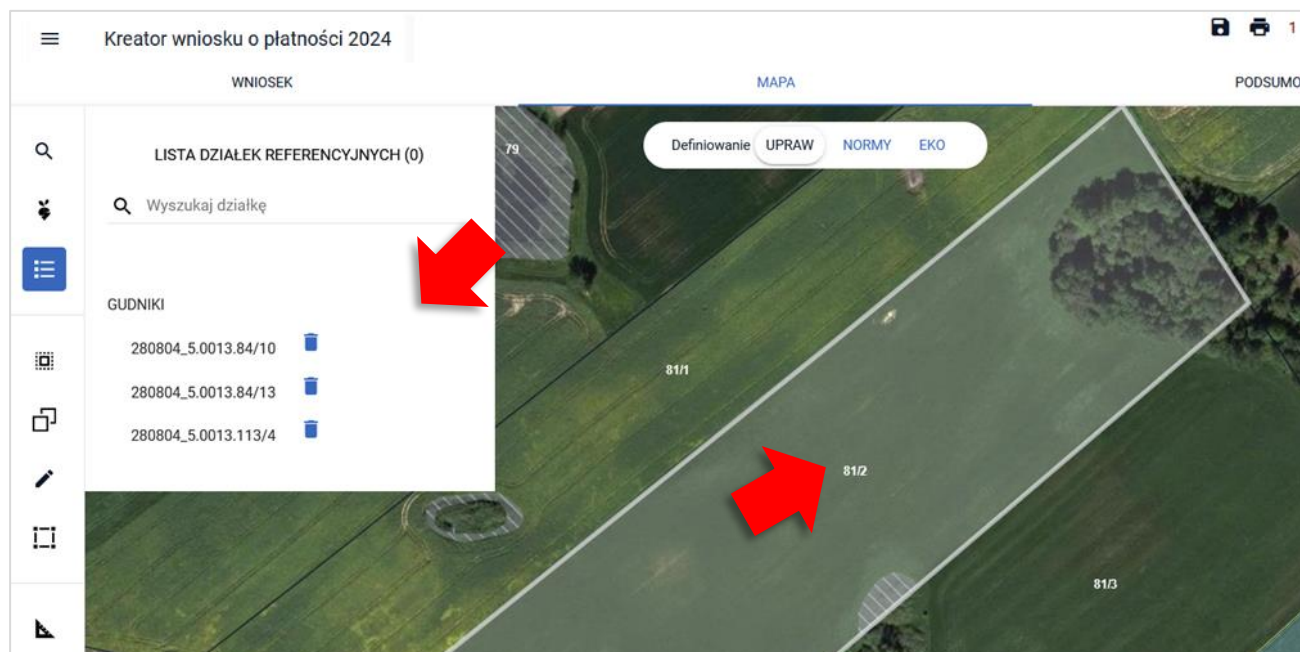 Kreator wniosku o płatności 2024
1
WNIOSEK
MAPA
PODSUMO
LISTA DZIAŁEK REFERENCYJNYCH (0)
Wyszukaj działkę
GUDNIKI
280804_5.0013.84/10
280804_5.0013.84/13
280804_5.0013.113/4
Definiowanie UPRAW NORMY EKO
79
81/1
81/2
81/3